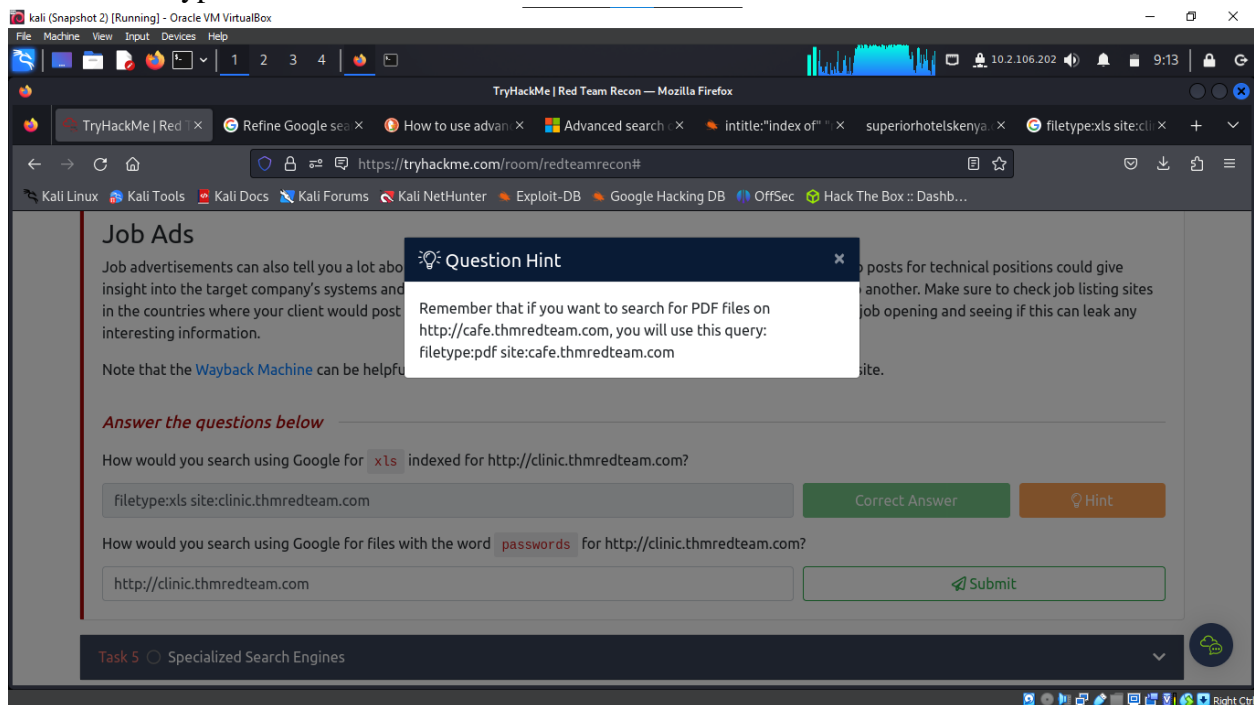 kali (Snapshot 2) [Running] - Oracle VM VirtualBox
File Machine View Input Devices Help
1 2 3 4
10.2.106.202 9:13
TryHackMe | Red Team Recon — Mozilla Firefox
TryHackMe | Red T
Refine Google sea
How to use advan
Advanced search o
intitle:"index of" "
superiorhotelskenya.
filetype:xls site:cli
https://tryhackme.com/room/redteamrecon#
Kali Linux Kali Tools Kali Docs Kali Forums Kali NetHunter Exploit-DB Google Hacking DB OffSec Hack The Box :: Dashb...
Job Ads
Job advertisements can also tell you a lot abo posts for technical positions could give
insight into the target company's systems and another. Make sure to check job listing sites
in the countries where your client would post job opening and seeing if this can leak any
interesting information.
Note that the Wayback Machine can be helpfu site.
Question Hint ×
Remember that if you want to search for PDF files on
http://cafe.thmredteam.com, you will use this query:
filetype:pdf site:cafe.thmredteam.com
Answer the questions below
How would you search using Google for xls indexed for http://clinic.thmredteam.com?
filetype:xls site:clinic.thmredteam.com
Correct Answer
Hint
How would you search using Google for files with the word passwords for http://clinic.thmredteam.com?
http://clinic.thmredteam.com
Submit
Task 5 Specialized Search Engines
Right Ctrl